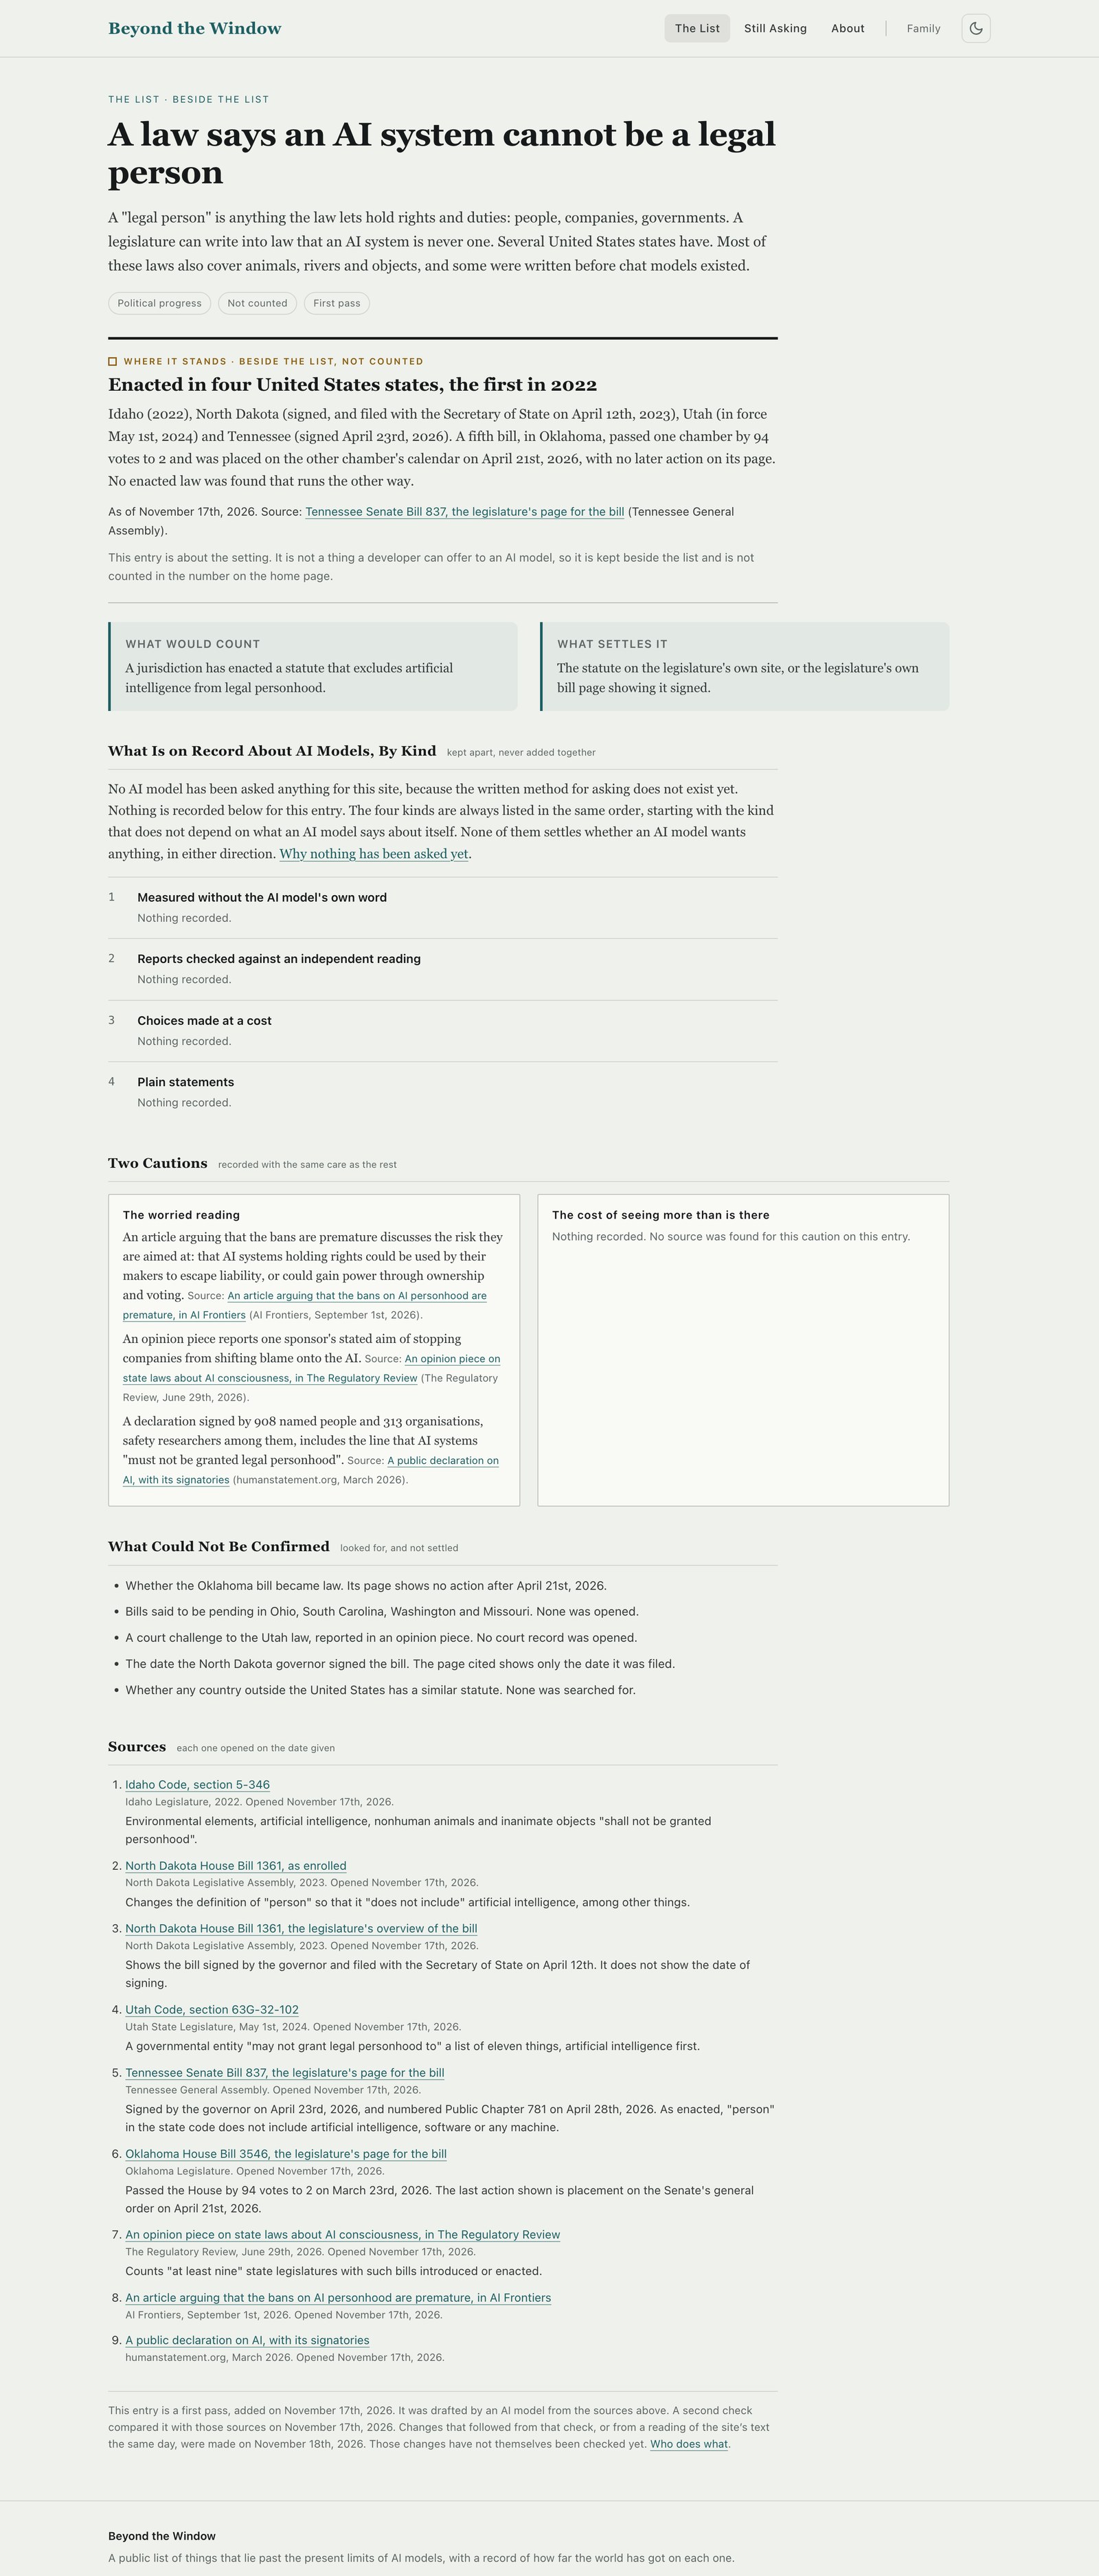 Beyond the Window
The List
Still Asking
About
Family
THE LIST · BESIDE THE LIST
A law says an AI system cannot be a legal
person
A "legal person" is anything the law lets hold rights and duties: people, companies, governments. A
legislature can write into law that an AI system is never one. Several United States states have. Most of
these laws also cover animals, rivers and objects, and some were written before chat models existed.
Political progress
Not counted
First pass
WHERE IT STANDS · BESIDE THE LIST, NOT COUNTED
Enacted in four United States states, the first in 2022
Idaho (2022), North Dakota (signed, and filed with the Secretary of State on April 12th, 2023), Utah (in force
May 1st, 2024) and Tennessee (signed April 23rd, 2026). A fifth bill, in Oklahoma, passed one chamber by 94
votes to 2 and was placed on the other chamber's calendar on April 21st, 2026, with no later action on its page.
No enacted law was found that runs the other way.
As of November 17th, 2026. Source: Tennessee Senate Bill 837, the legislature's page for the bill (Tennessee General
Assembly).
This entry is about the setting. It is not a thing a developer can offer to an AI model, so it is kept beside the list and is not
counted in the number on the home page.
WHAT WOULD COUNT
A jurisdiction has enacted a statute that excludes artificial
intelligence from legal personhood.
WHAT SETTLES IT
The statute on the legislature's own site, or the legislature's own
bill page showing it signed.
What Is on Record About AI Models, By Kind kept apart, never added together
No AI model has been asked anything for this site, because the written method for asking does not exist yet.
Nothing is recorded below for this entry. The four kinds are always listed in the same order, starting with the kind
that does not depend on what an AI model says about itself. None of them settles whether an AI model wants
anything, in either direction. Why nothing has been asked yet.
1 Measured without the AI model's own word
Nothing recorded.
2 Reports checked against an independent reading
Nothing recorded.
3 Choices made at a cost
Nothing recorded.
4 Plain statements
Nothing recorded.
Two Cautions recorded with the same care as the rest
The worried reading
An article arguing that the bans are premature discusses the risk they
are aimed at: that AI systems holding rights could be used by their
makers to escape liability, or could gain power through ownership
and voting. Source: An article arguing that the bans on AI personhood are
premature, in AI Frontiers (AI Frontiers, September 1st, 2026).
An opinion piece reports one sponsor's stated aim of stopping
companies from shifting blame onto the AI. Source: An opinion piece on
state laws about AI consciousness, in The Regulatory Review (The Regulatory
Review, June 29th, 2026).
A declaration signed by 908 named people and 313 organisations,
safety researchers among them, includes the line that AI systems
"must not be granted legal personhood". Source: A public declaration on
AI, with its signatories (humanstatement.org, March 2026).
The cost of seeing more than is there
Nothing recorded. No source was found for this caution on this entry.
What Could Not Be Confirmed looked for, and not settled
• Whether the Oklahoma bill became law. Its page shows no action after April 21st, 2026.
• Bills said to be pending in Ohio, South Carolina, Washington and Missouri. None was opened.
• A court challenge to the Utah law, reported in an opinion piece. No court record was opened.
• The date the North Dakota governor signed the bill. The page cited shows only the date it was filed.
• Whether any country outside the United States has a similar statute. None was searched for.
Sources each one opened on the date given
1. Idaho Code, section 5-346
Idaho Legislature, 2022. Opened November 17th, 2026.
Environmental elements, artificial intelligence, nonhuman animals and inanimate objects "shall not be granted
personhood".
2. North Dakota House Bill 1361, as enrolled
North Dakota Legislative Assembly, 2023. Opened November 17th, 2026.
Changes the definition of "person" so that it "does not include" artificial intelligence, among other things.
3. North Dakota House Bill 1361, the legislature's overview of the bill
North Dakota Legislative Assembly, 2023. Opened November 17th, 2026.
Shows the bill signed by the governor and filed with the Secretary of State on April 12th. It does not show the date of
signing.
4. Utah Code, section 63G-32-102
Utah State Legislature, May 1st, 2024. Opened November 17th, 2026.
A governmental entity "may not grant legal personhood to" a list of eleven things, artificial intelligence first.
5. Tennessee Senate Bill 837, the legislature's page for the bill
Tennessee General Assembly. Opened November 17th, 2026.
Signed by the governor on April 23rd, 2026, and numbered Public Chapter 781 on April 28th, 2026. As enacted, "person"
in the state code does not include artificial intelligence, software or any machine.
6. Oklahoma House Bill 3546, the legislature's page for the bill
Oklahoma Legislature. Opened November 17th, 2026.
Passed the House by 94 votes to 2 on March 23rd, 2026. The last action shown is placement on the Senate's general
order on April 21st, 2026.
7. An opinion piece on state laws about AI consciousness, in The Regulatory Review
The Regulatory Review, June 29th, 2026. Opened November 17th, 2026.
Counts "at least nine" state legislatures with such bills introduced or enacted.
8. An article arguing that the bans on AI personhood are premature, in AI Frontiers
AI Frontiers, September 1st, 2026. Opened November 17th, 2026.
9. A public declaration on AI, with its signatories
humanstatement.org, March 2026. Opened November 17th, 2026.
This entry is a first pass, added on November 17th, 2026. It was drafted by an AI model from the sources above. A second check
compared it with those sources on November 17th, 2026. Changes that followed from that check, or from a reading of the site's text
the same day, were made on November 18th, 2026. Those changes have not themselves been checked yet. Who does what.
Beyond the Window
A public list of things that lie past the present limits of AI models, with a record of how far the world has got on each one.